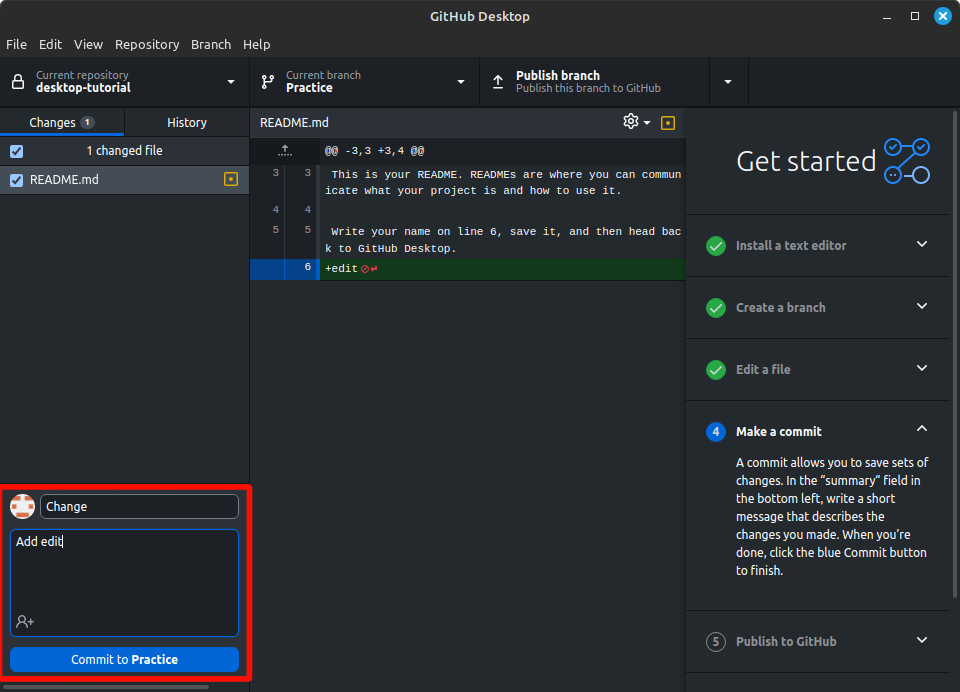 GitHub Desktop
File Edit View Repository Branch Help
Current repository
desktop-tutorial
Current branch
Practice
Publish branch
Publish this branch to GitHub
Changes 1
History
1 changed file
README.md
README.md
@@ -3,3 +3,4 @@
3 3 This is your README. READMEs are where you can commun
icate what your project is and how to use it.
4 4
5 5 Write your name on line 6, save it, and then head bac
k to GitHub Desktop.
6 +edit
Change
Add edit
Commit to Practice
Get started
Install a text editor
Create a branch
Edit a file
4 Make a commit
A commit allows you to save sets of
changes. In the “summary“ field in
the bottom left, write a short
message that describes the
changes you made. When you’re
done, click the blue Commit button
to finish.
5 Publish to GitHub